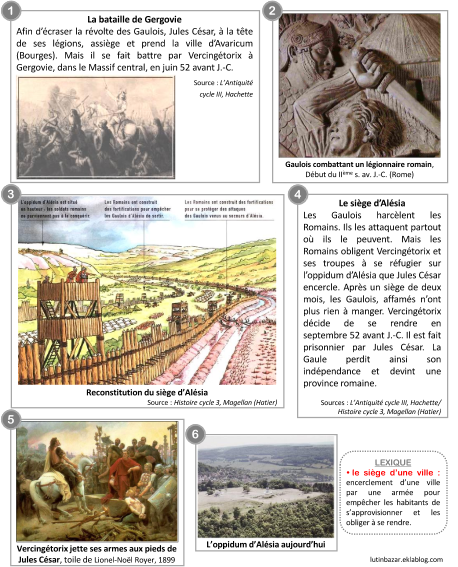 1
La bataille de Gergovie
Afin d'écraser la révolte des Gaulois, Jules César, à la tête
de ses légions, assiège et prend la ville d'Avaricum
(Bourges). Mais il se fait battre par Vercingétorix à
Gergovie, dans le Massif central, en juin 52 avant J.-C.
Source : L'Antiquité
cycle III, Hachette
2
Gaulois combattant un légionnaire romain,
Début du IIème s. av. J.-C. (Rome)
3
L'oppidum d'Alésia est situé
en hauteur : les soldats romains
ne parviennent pas à le conquérir.
Les Romains ont construit
des fortifications pour empêcher
les Gaulois d'Alésia de sortir.
Les Romains ont construit des fortifications
pour se protéger des attaques
des Gaulois venus au secours d'Alésia.
Reconstitution du siège d'Alésia
Source : Histoire cycle 3, Magellan (Hatier)
4
Le siège d'Alésia
Les Gaulois harcèlent les
Romains. Ils les attaquent partout
où ils le peuvent. Mais les
Romains obligent Vercingétorix et
ses troupes à se réfugier sur
l'oppidum d'Alésia que Jules César
encercle. Après un siège de deux
mois, les Gaulois, affamés n'ont
plus rien à manger. Vercingétorix
décide de se rendre en
septembre 52 avant J.-C. Il est fait
prisonnier par Jules César. La
Gaule perdit ainsi son
indépendance et devint une
province romaine.
Sources : L'Antiquité cycle III, Hachette/
Histoire cycle 3, Magellan (Hatier)
5
Vercingétorix jette ses armes aux pieds de
Jules César, toile de Lionel-Noël Royer, 1899
6
L'oppidum d'Alésia aujourd'hui
LEXIQUE
• le siège d'une ville :
encerclement d'une ville
par une armée pour
empêcher les habitants de
s'approvisionner et les
obliger à se rendre.
lutinbazar.eklablog.com